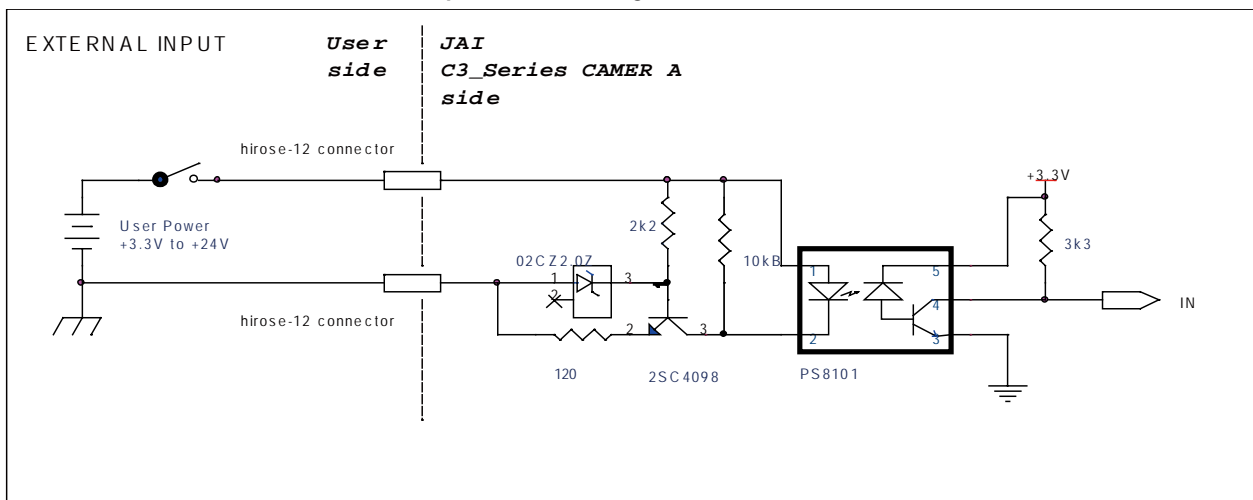 EXTERNAL INPUT
User side
JAI
C3_Series CAMER A
side
hirose-12 connector
+3.3V
User Power
+3.3V to +24V
2k2
10kB
3k3
02CZ2.0Z
1
2
3
1
5
4
IN
hirose-12 connector
2
3
2
3
120
2SC4098
PS8101